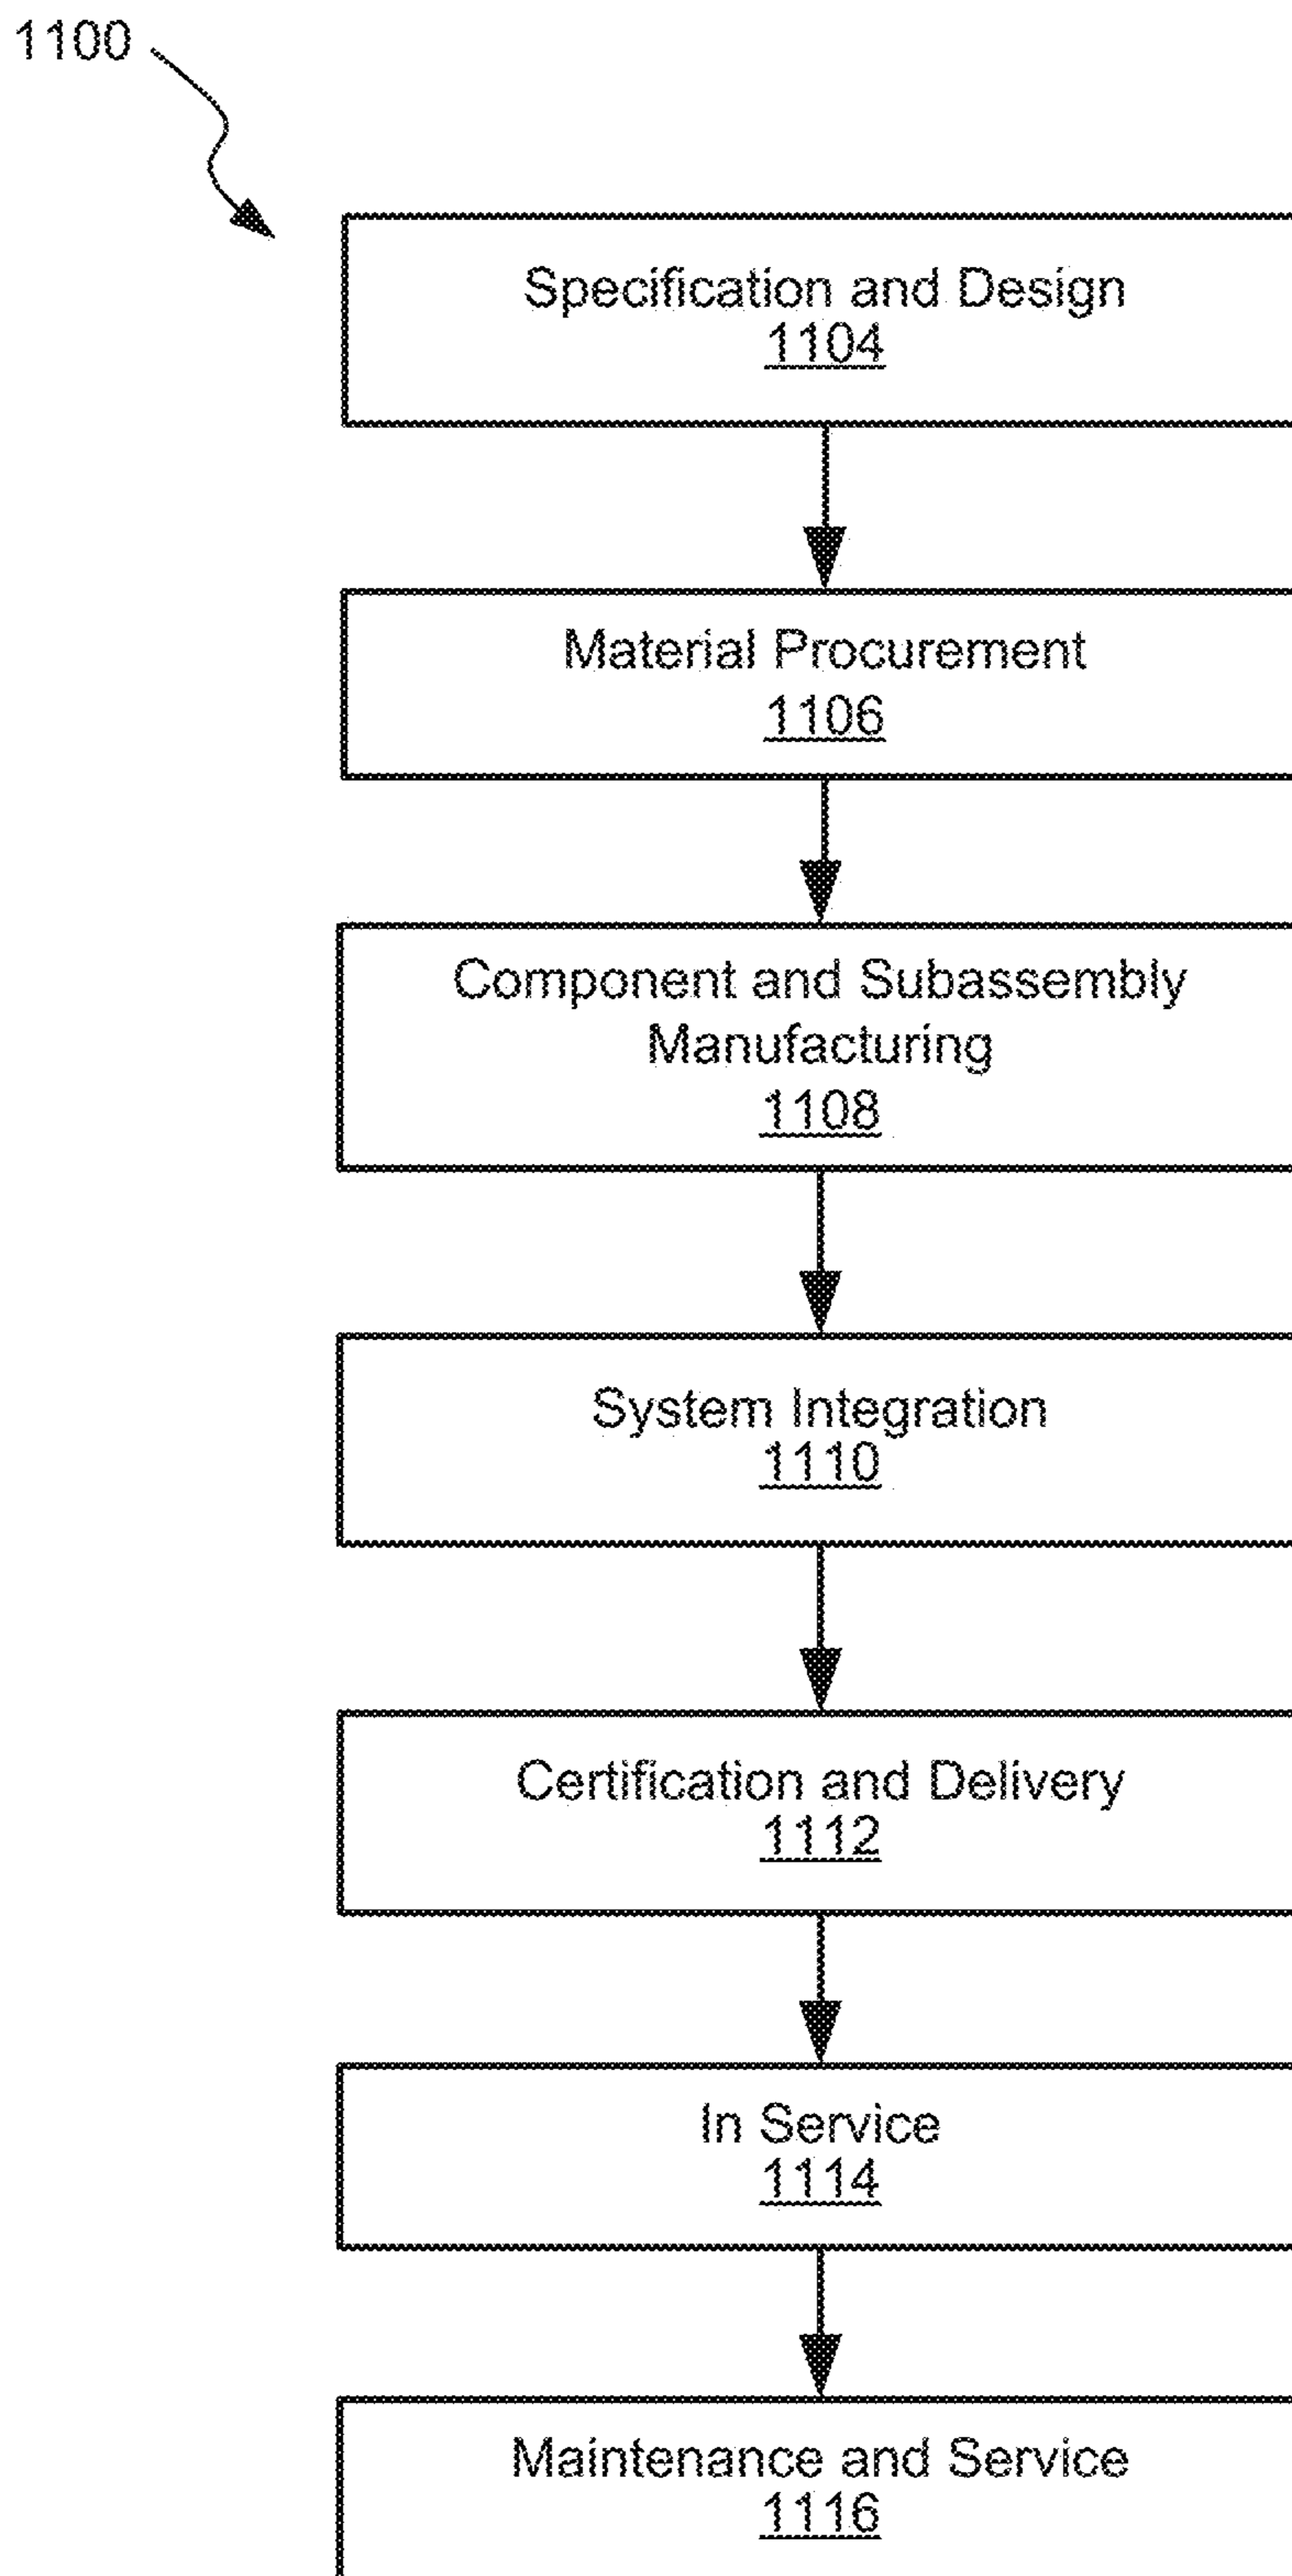 1100
Specification and Design
1104
Material Procurement
1106
Component and Subassembly
Manufacturing
1108
System Integration
1110
Certification and Delivery
1112
In Service
1114
Maintenance and Service
1116